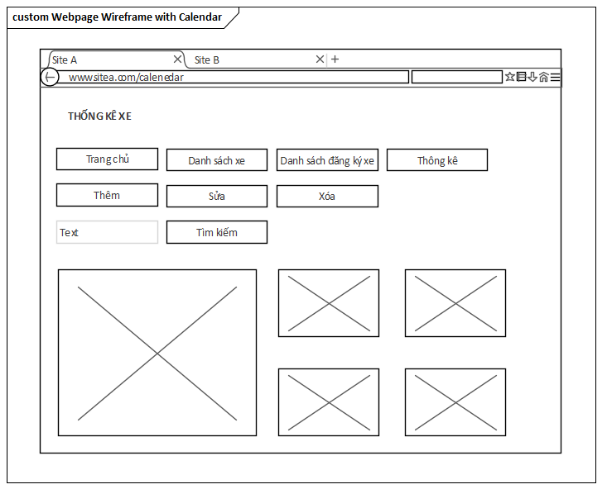 custom Webpage Wireframe with Calendar
Site A
Site B
www.sitea.com/calenedar
THỐNG KÊ XE
Trang chủ
Danh sách xe
Danh sách đăng ký xe
Thông kê
Thêm
Sửa
Xóa
Text
Tìm kiếm